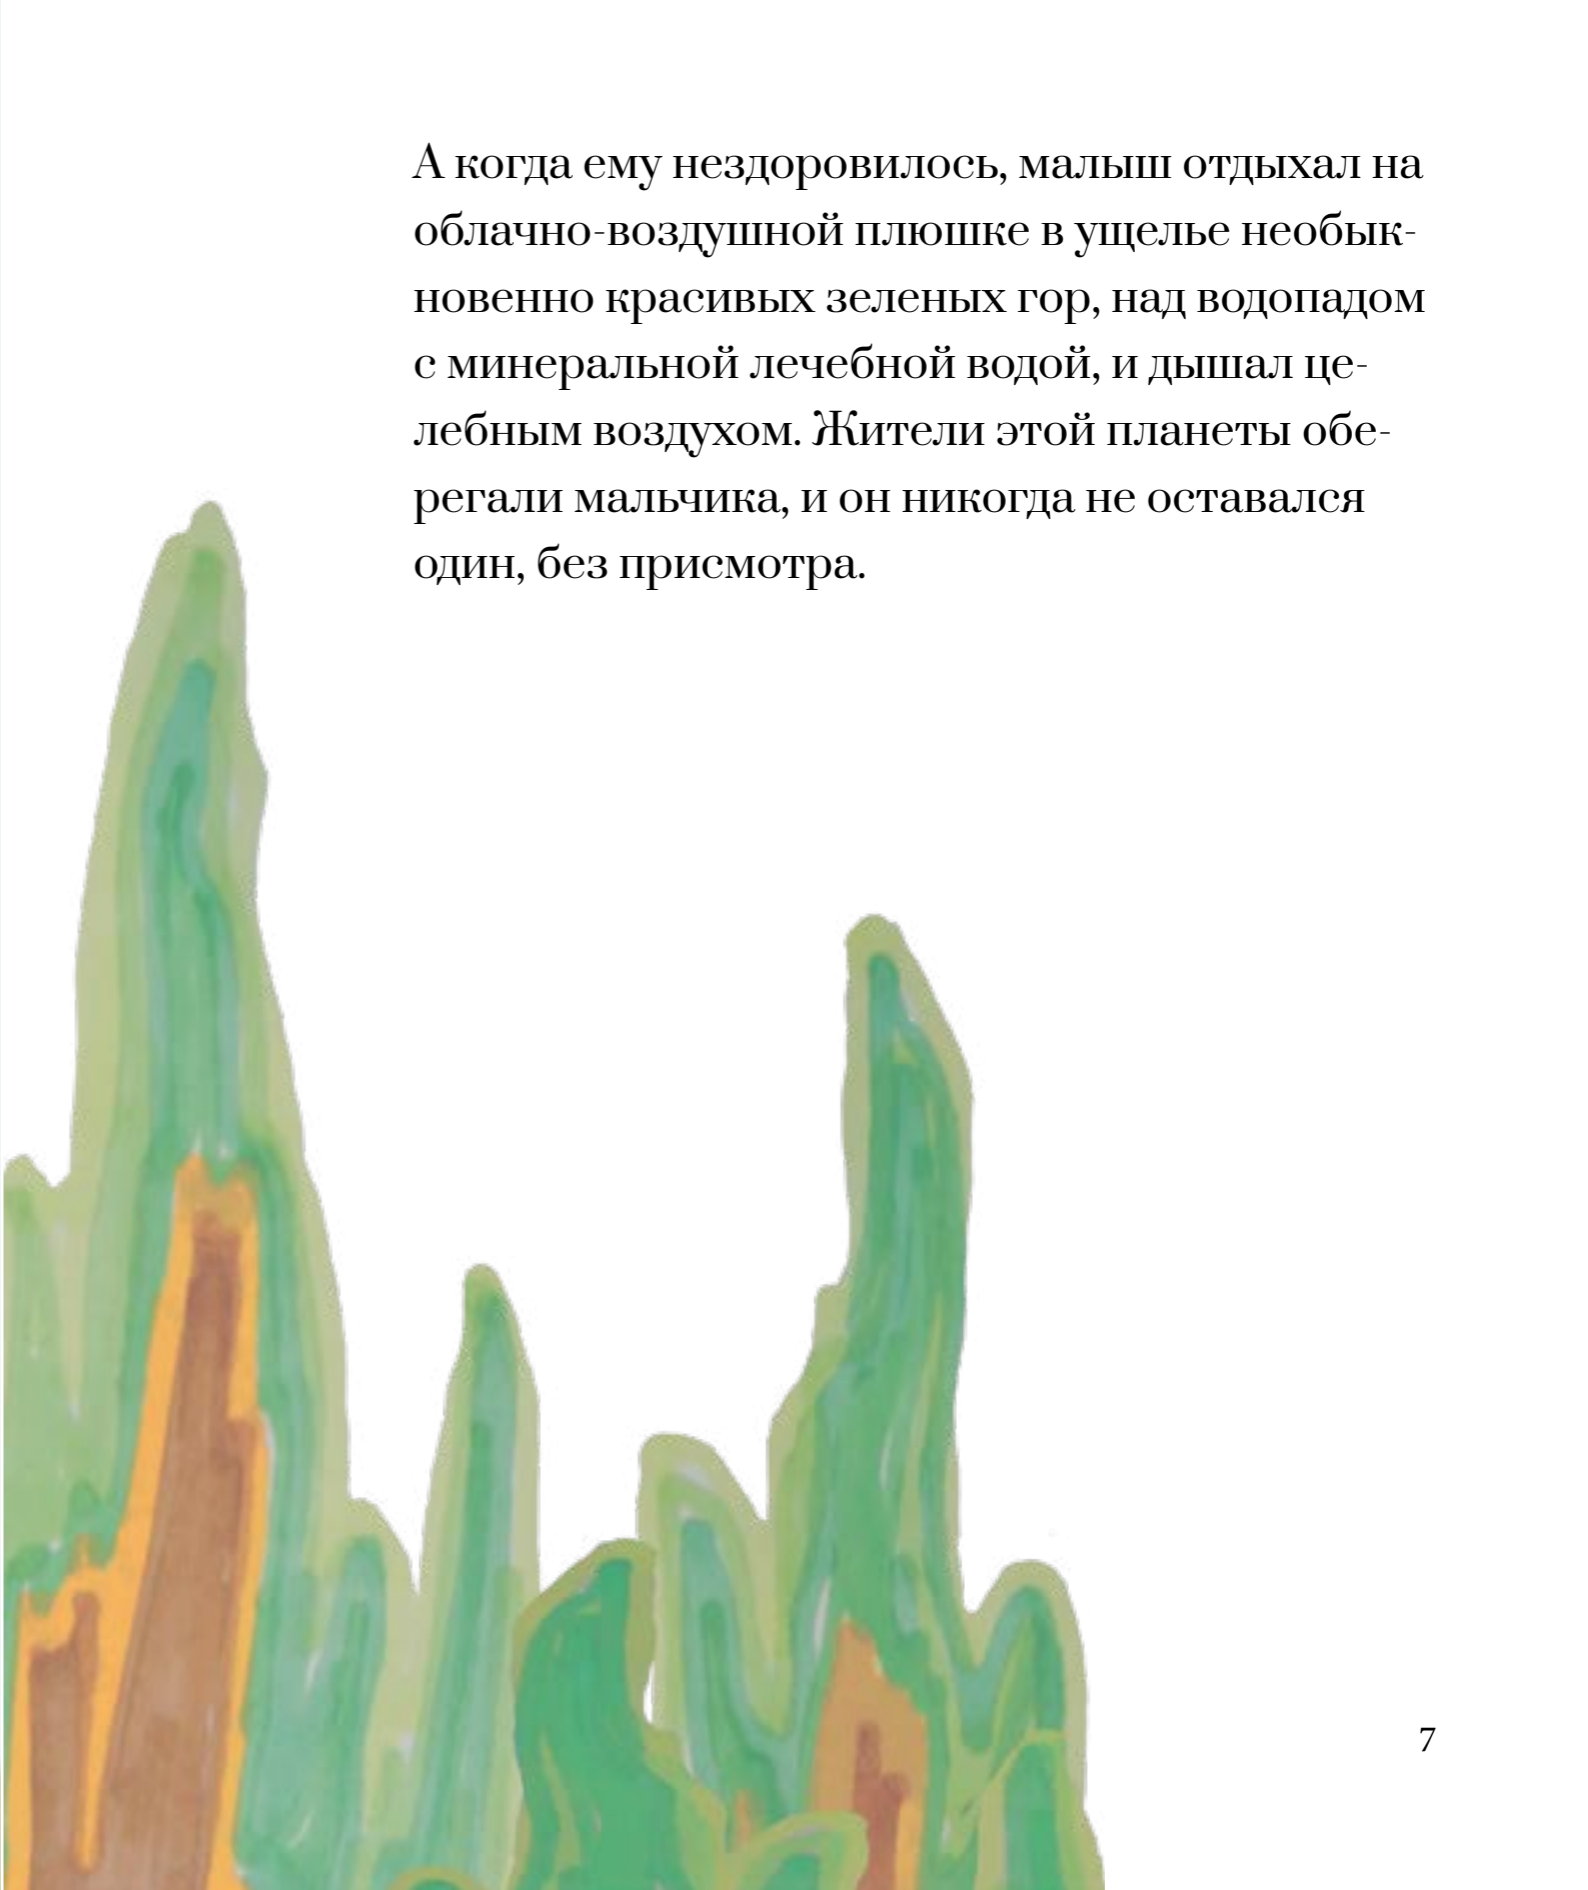 А когда ему нездоровилось, малыш отдыхал на
облачно-воздушной плюшке в ущелье необык-
новенно красивых зеленых гор, над водопадом
с минеральной лечебной водой, и дышал це-
лебным воздухом. Жители этой планеты обе-
регали мальчика, и он никогда не оставался
один, без присмотра.
7